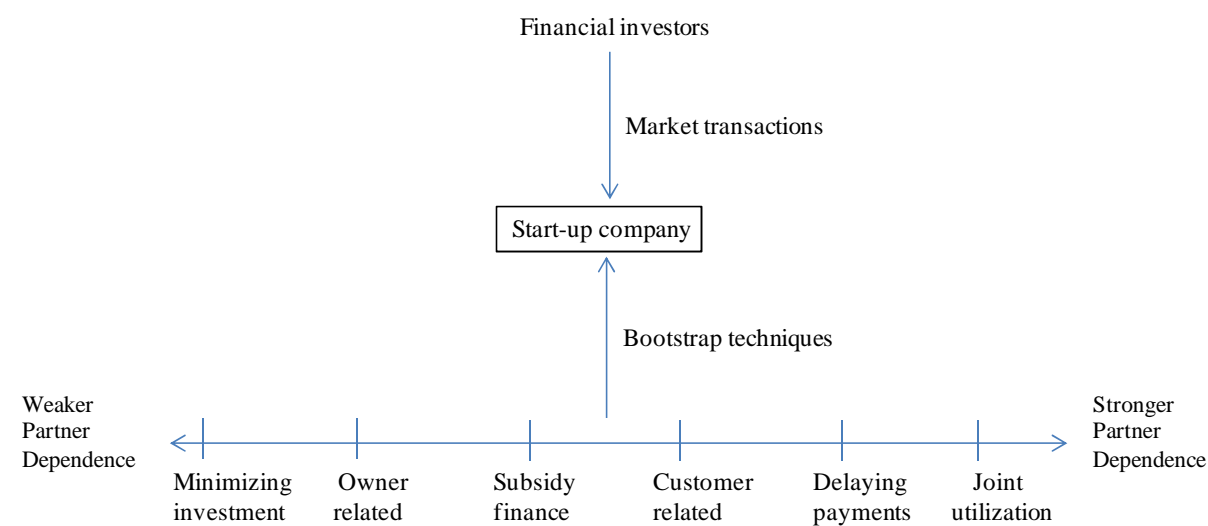 Financial investors
Market transactions
Start-up company
Bootstrap techniques
Weaker
Partner
Dependence
Stronger
Partner
Dependence
Minimizing
investment
Owner
related
Subsidy
finance
Customer
related
Delaying
payments
Joint
utilization